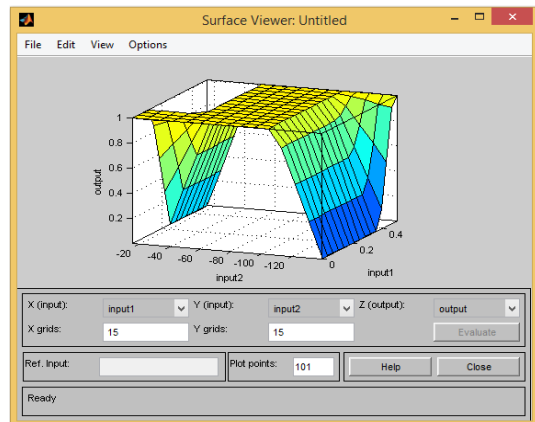 Surface Viewer: Untitled
File Edit View Options
1
0.8
0.6
0.4
0.2
output
-20 -40 -60 -80 -100 -120
input2
0 0.2 0.4
input1
X (input): input1 Y (input): input2 Z (output): output
X grids: 15 Y grids: 15 Evaluate
Ref. Input: Plot points: 101 Help Close
Ready